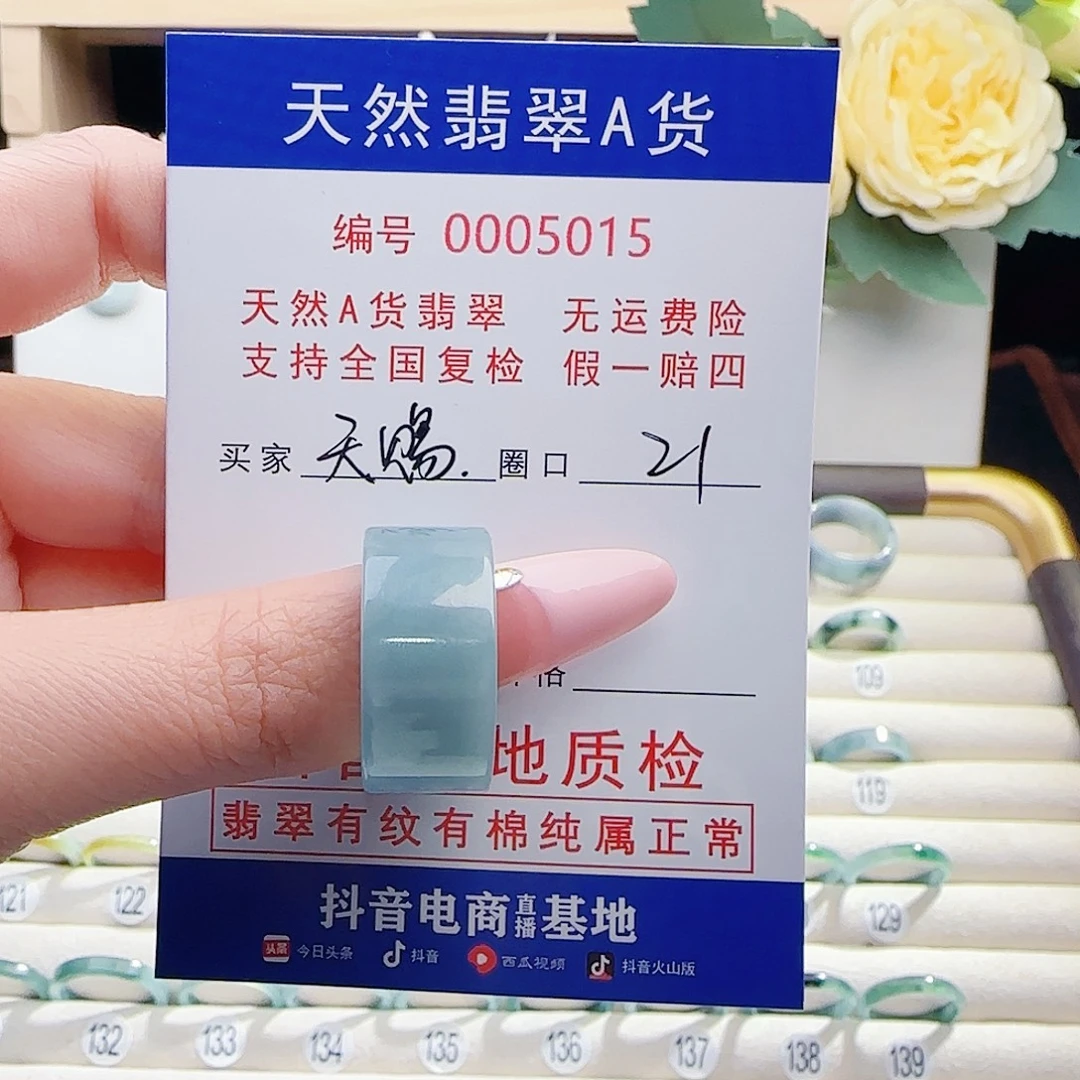 天然翡翠A货
编号 0005015
天然A货翡翠 无运费险
支持全国复检 假一赔四
买家 天赐. 圈口 21
地质检
翡翠有纹有棉纯属正常
抖音电商直播基地
头条 今日头条 抖音 西瓜视频 抖音火山版
109
119
121 122 129
132 133 134 135 136 137 138 139